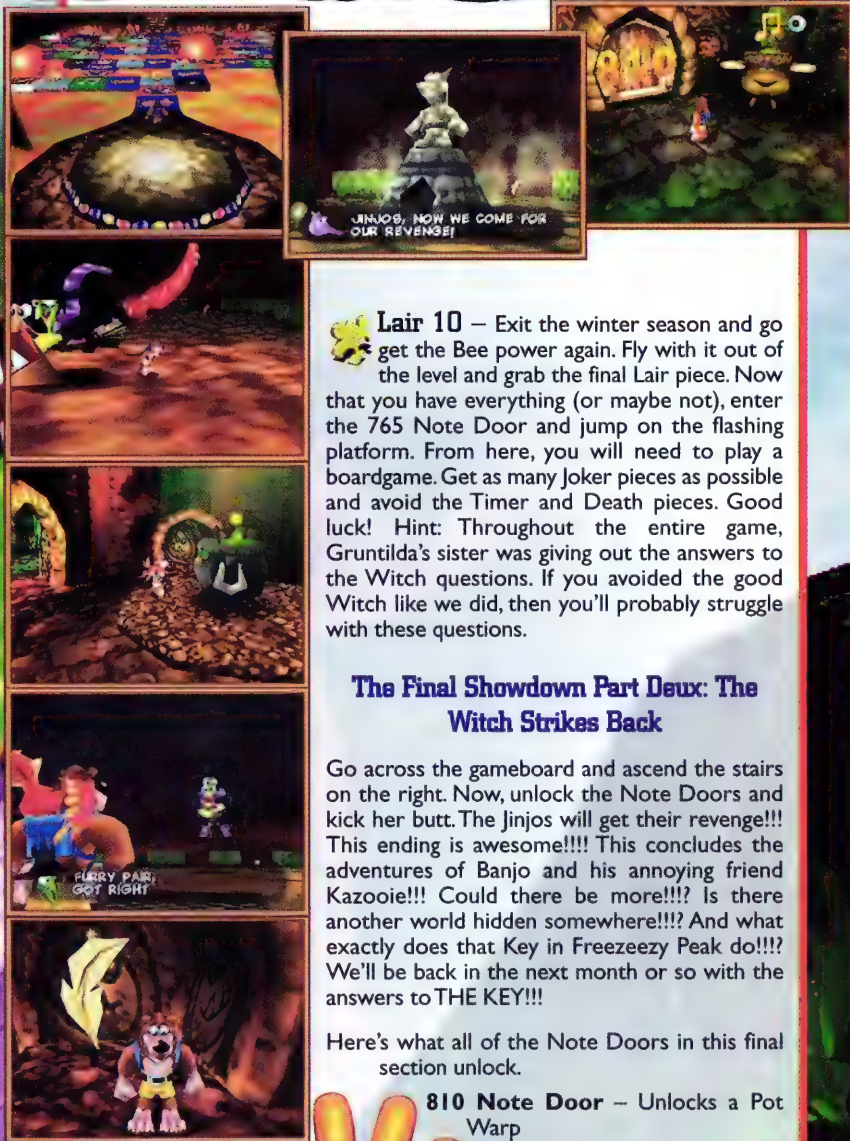 810
JINJOS, NOW WE COME FOR
OUR REVENGE!
FURRY PAIR,
GOT RIGHT
Lair 10 – Exit the winter season and go
get the Bee power again. Fly with it out of
the level and grab the final Lair piece. Now
that you have everything (or maybe not), enter
the 765 Note Door and jump on the flashing
platform. From here, you will need to play a
boardgame. Get as many Joker pieces as possible
and avoid the Timer and Death pieces. Good
luck! Hint: Throughout the entire game,
Gruntilda's sister was giving out the answers to
the Witch questions. If you avoided the good
Witch like we did, then you'll probably struggle
with these questions.
The Final Showdown Part Deux: The
Witch Strikes Back
Go across the gameboard and ascend the stairs
on the right. Now, unlock the Note Doors and
kick her butt. The Jinjos will get their revenge!!!
This ending is awesome!!!! This concludes the
adventures of Banjo and his annoying friend
Kazooie!!! Could there be more!!!? Is there
another world hidden somewhere!!!? And what
exactly does that Key in Freezeezy Peak do!!!?
We'll be back in the next month or so with the
answers to THE KEY!!!
Here's what all of the Note Doors in this final
section unlock.
810 Note Door – Unlocks a Pot
Warp